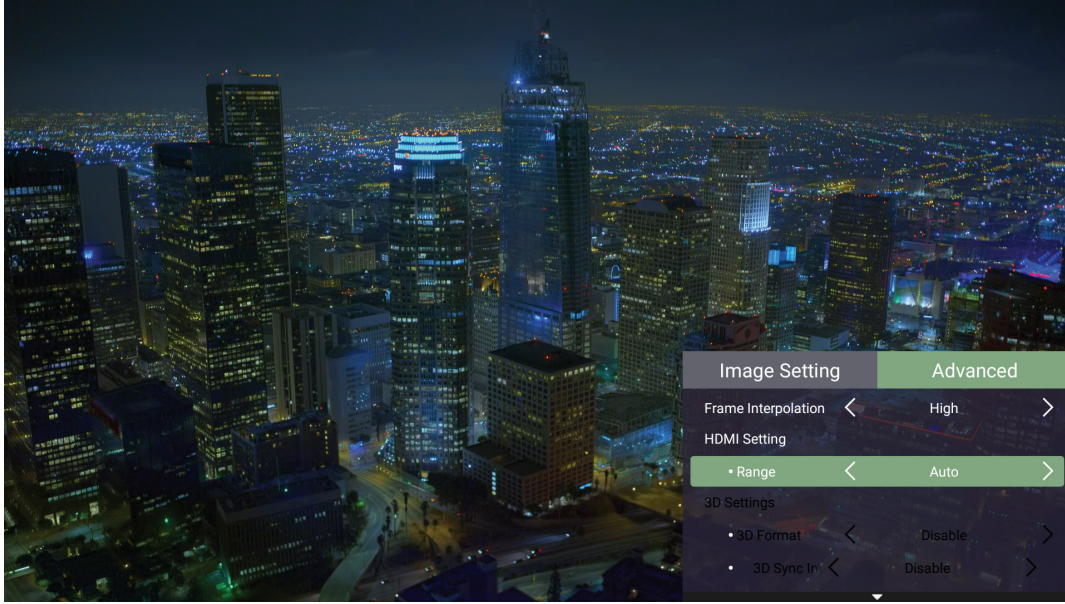 Image Setting Advanced
Frame Interpolation High
HDMI Setting
• Range Auto
3D Settings
• 3D Format Disable
• 3D Sync In Disable